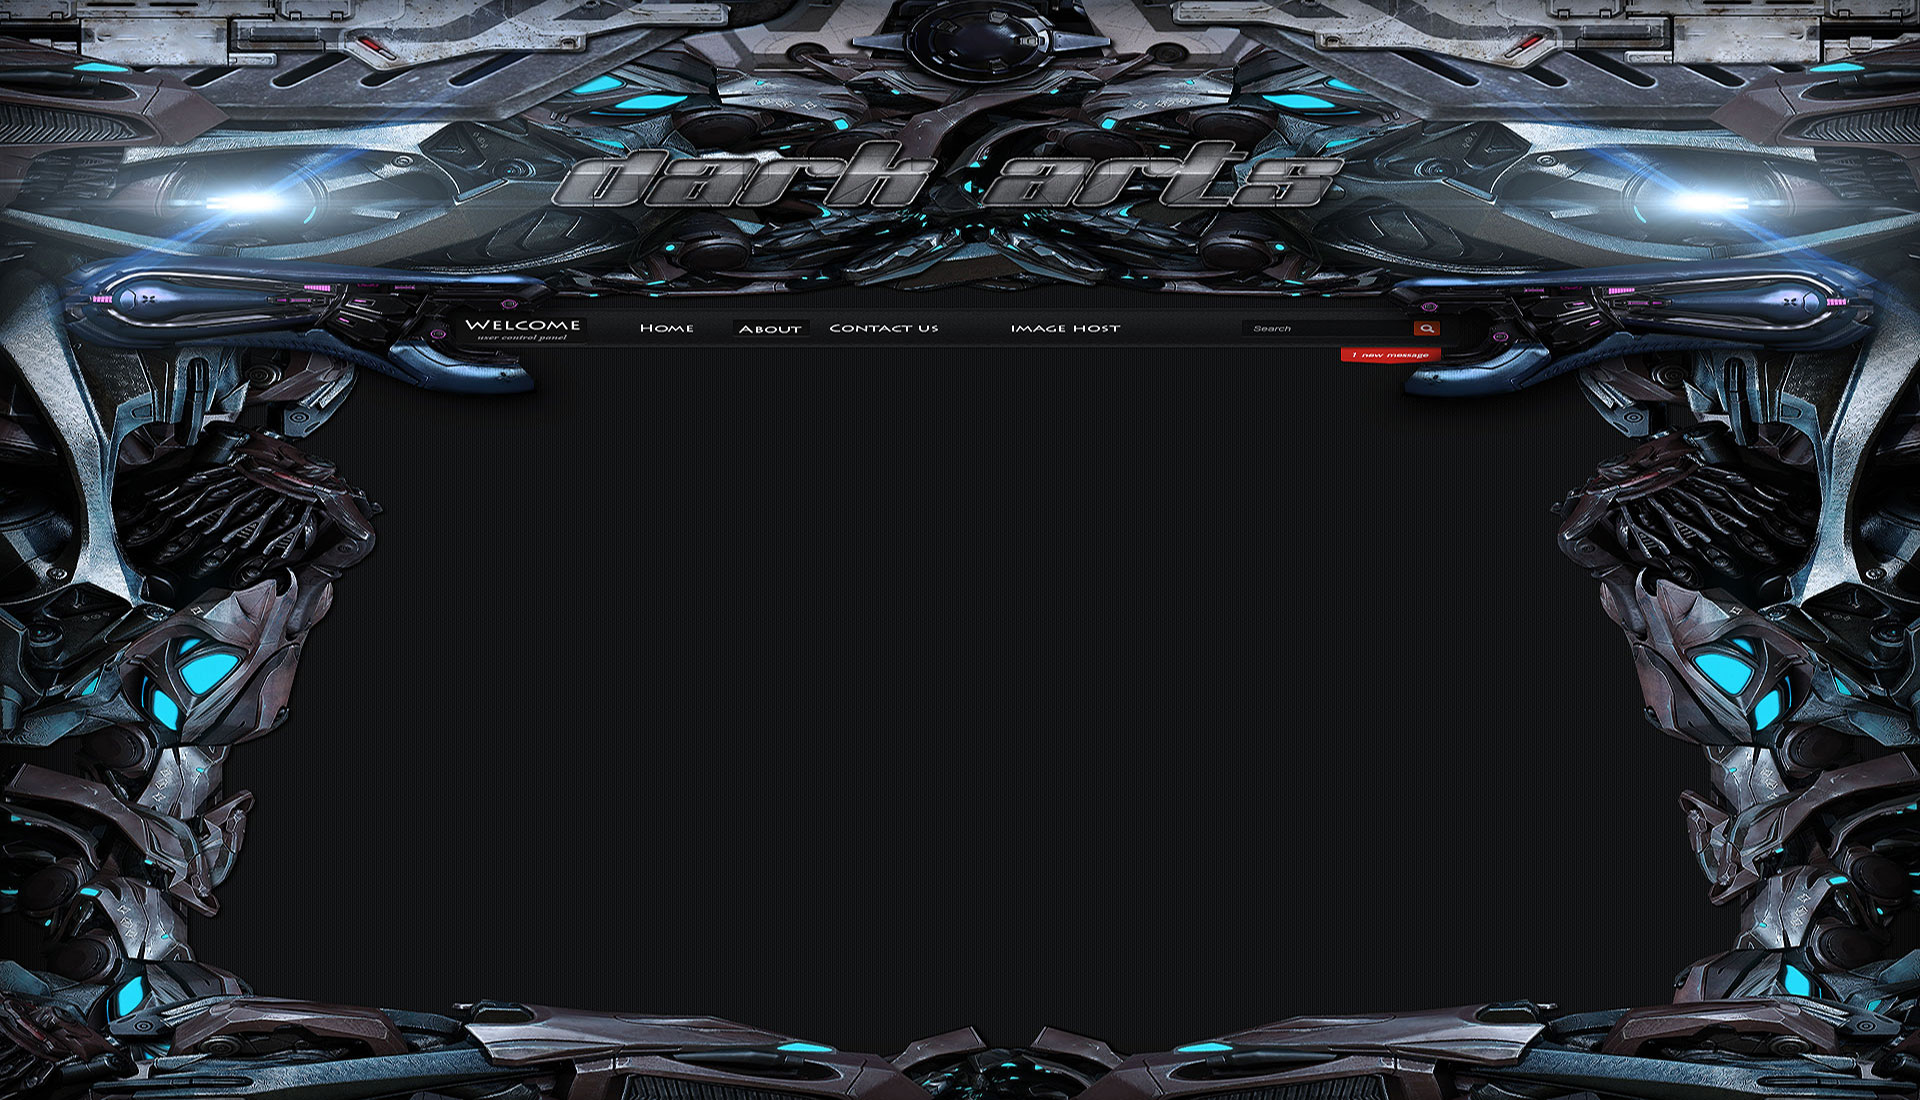 dark arts
Welcome
user control panel
Home
About
Contact us
Image Host
Search
1 new message